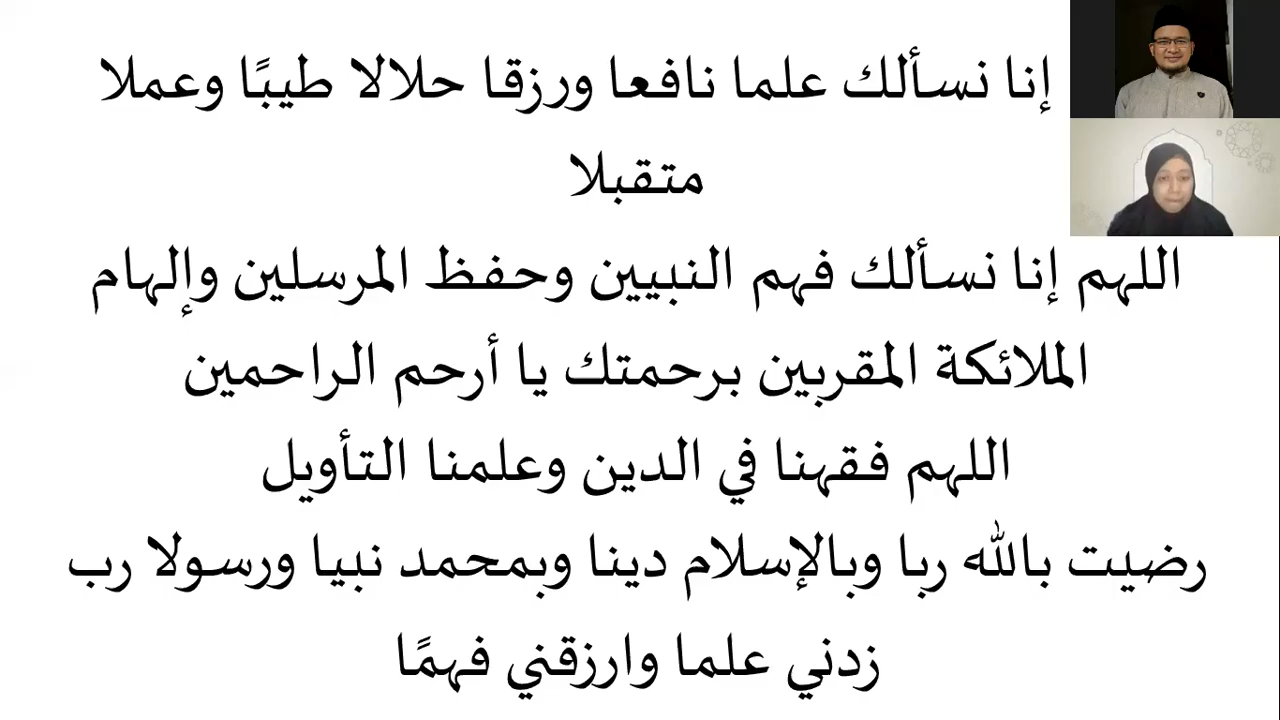 إنا نسألك علما نافعا ورزقا حلالا طيبًا وعملا
متقبلا
اللهم إنا نسألك فهم النبيين وحفظ المرسلين وإلهام
الملائكة المقربين برحمتك يا أرحم الراحمين
اللهم فقهنا في الدين وعلمنا التأويل
رضيت بالله ربا وبالإسلام دينا وبمحمد نبيا ورسولا رب
زدني علما وارزقني فهمًا